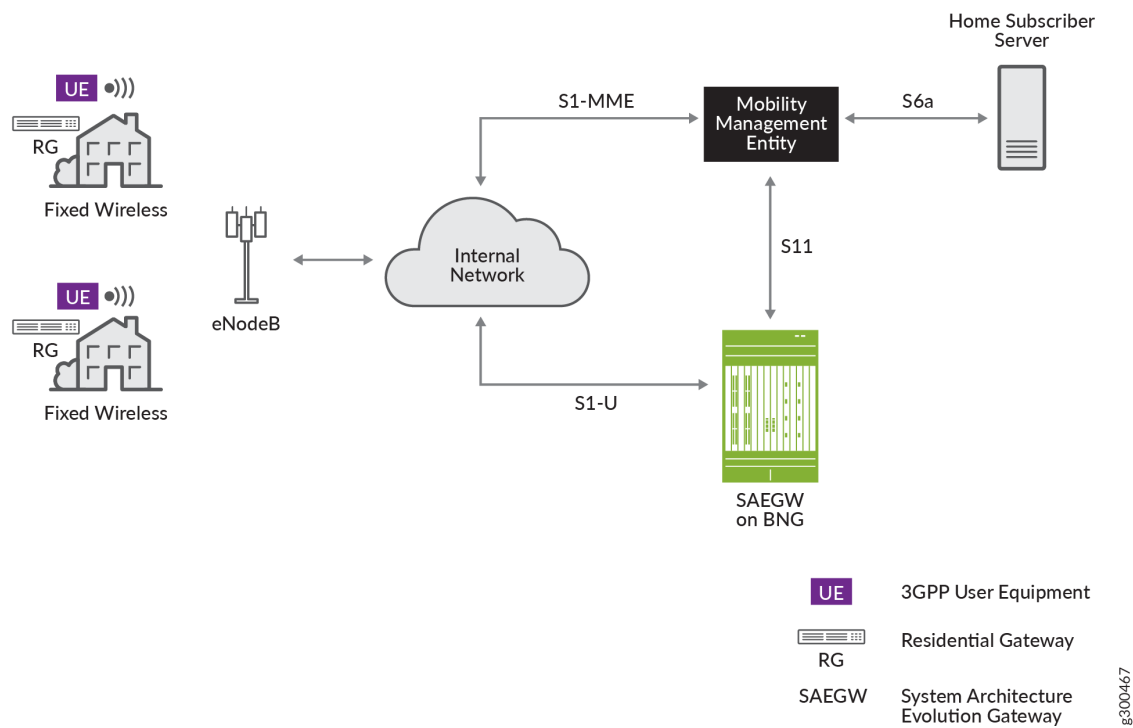 Home Subscriber
Server
UE
S1-MME
Mobility
Management
Entity
S6a
RG
Fixed Wireless
Internal
Network
S11
UE
eNodeB
RG
Fixed Wireless
S1-U
SAEGW
on BNG
UE
3GPP User Equipment
RG
Residential Gateway
SAEGW
System Architecture
Evolution Gateway
g300467